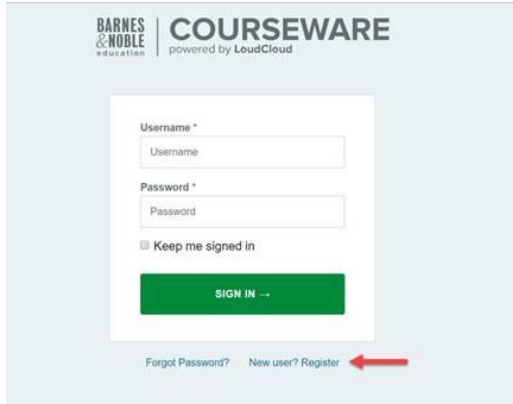 BARNES
&NOBLE
education
COURSEWARE
powered by LoudCloud
Username *
Username
Password *
Password
Keep me signed in
SIGN IN →
Forgot Password? New user? Register